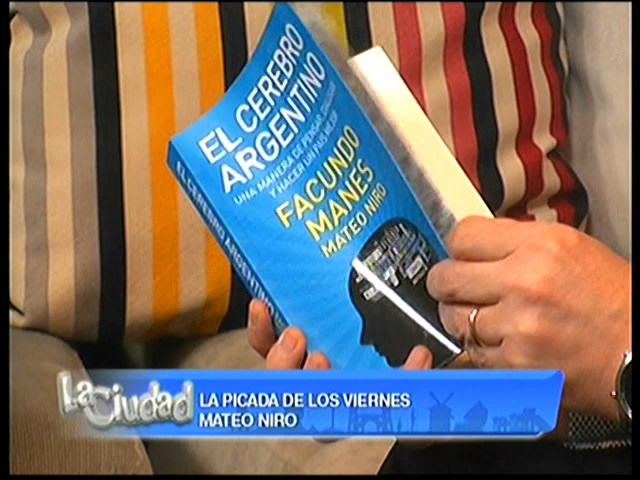 EL CEREBRO
ARGENTINO
UNA MANERA DE PENSAR, DIALOGAR
Y HACER UN PAÍS MEJOR
FACUNDO
MANES
MATEO NIRO
EL CEREBRO ARGENTINO
La Ciudad
LA PICADA DE LOS VIERNES
MATEO NIRO